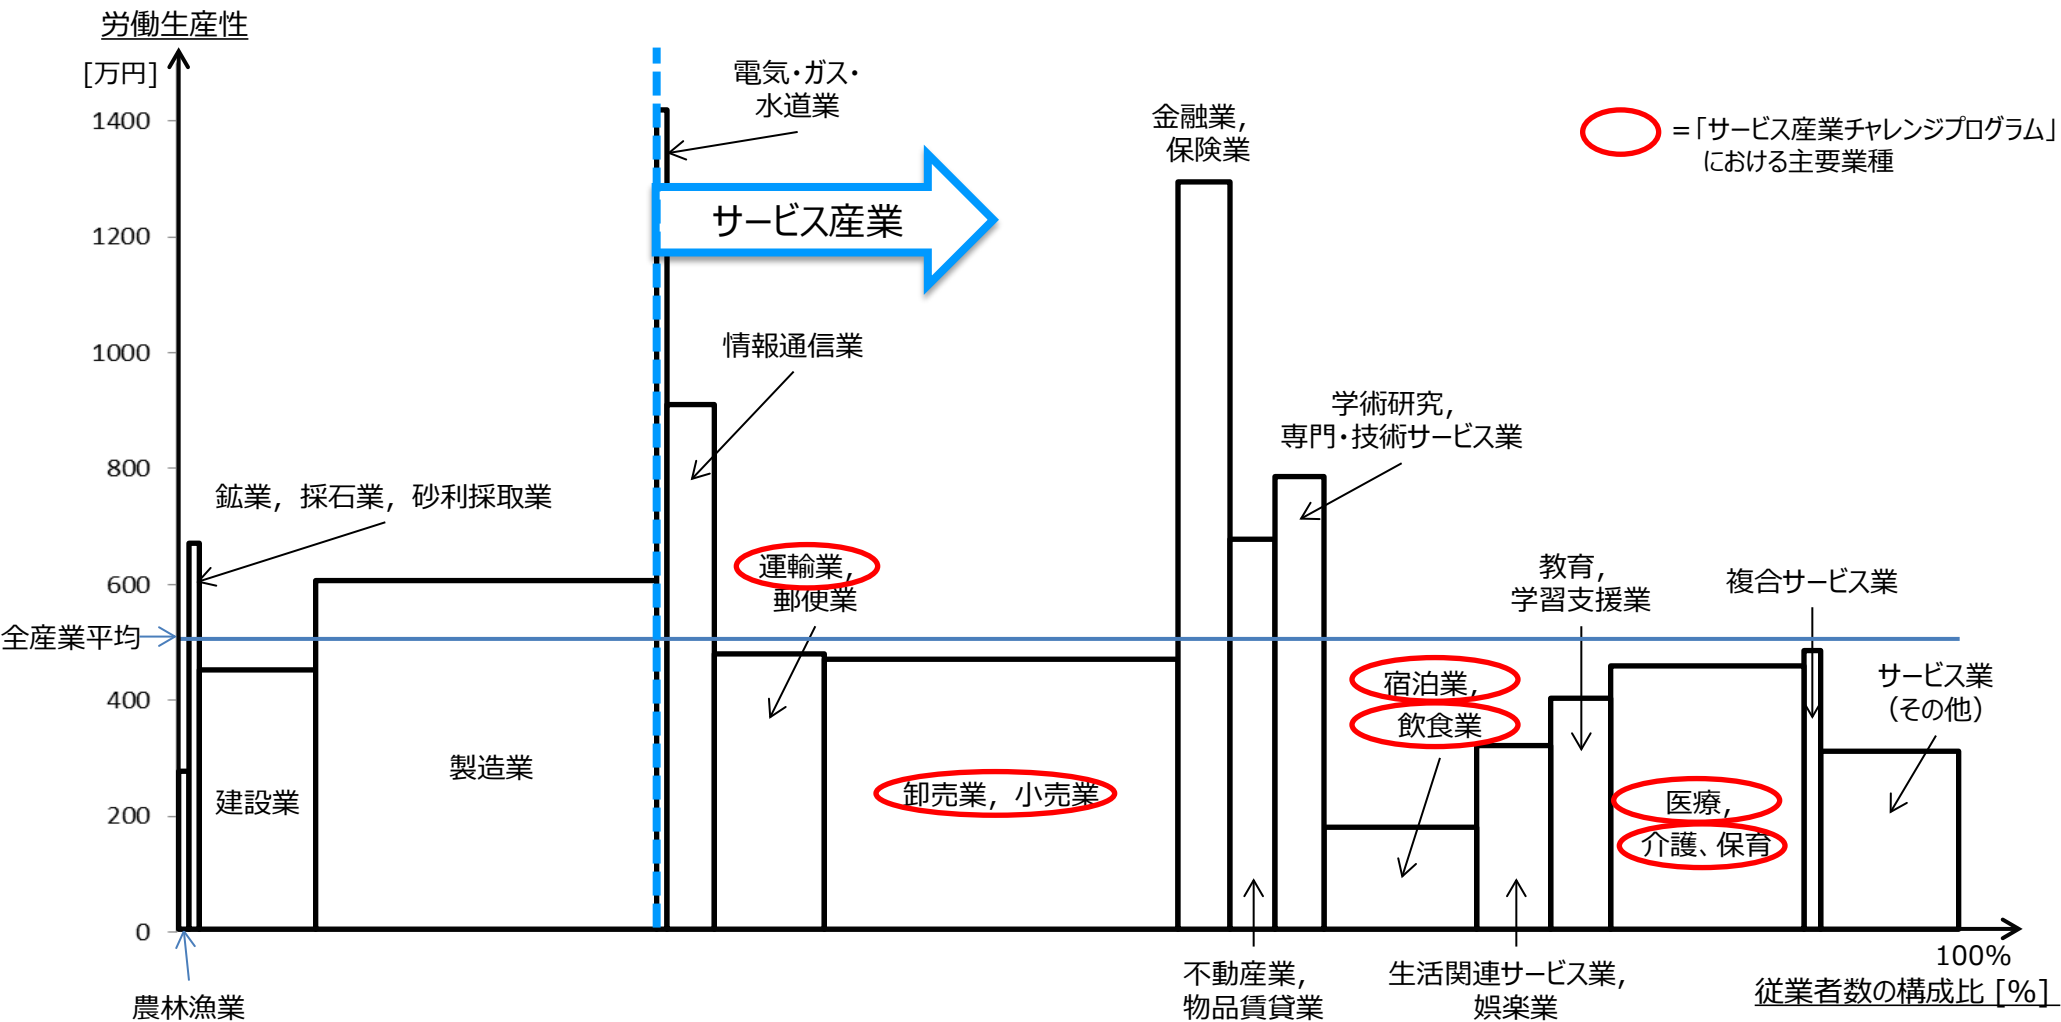 労働生産性
[万円]
1400
1200
1000
800
600
400
200
0
全産業平均
電気・ガス・
水道業
サービス産業
金融業,
保険業
=「サービス産業チャレンジプログラム」
における主要業種
情報通信業
学術研究,
専門・技術サービス業
鉱業, 採石業, 砂利採取業
運輸業,
郵便業
教育,
学習支援業
複合サービス業
宿泊業,
飲食業
サービス業
(その他)
製造業
建設業
卸売業, 小売業
医療,
介護、保育
農林漁業
不動産業,
物品賃貸業
生活関連サービス業,
娯楽業
100%
従業者数の構成比 [%]